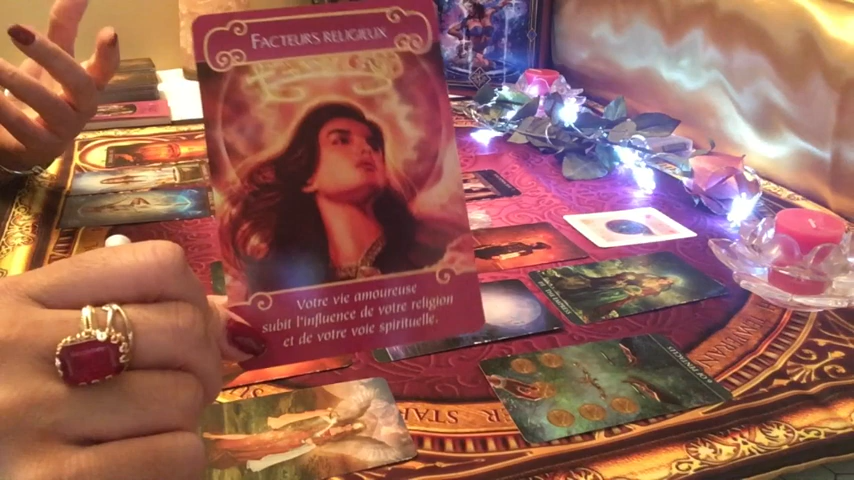 FACTEURS RELIGIEUX
Votre vie amoureuse
subit l'influence de votre religion
et de votre voie spirituelle.